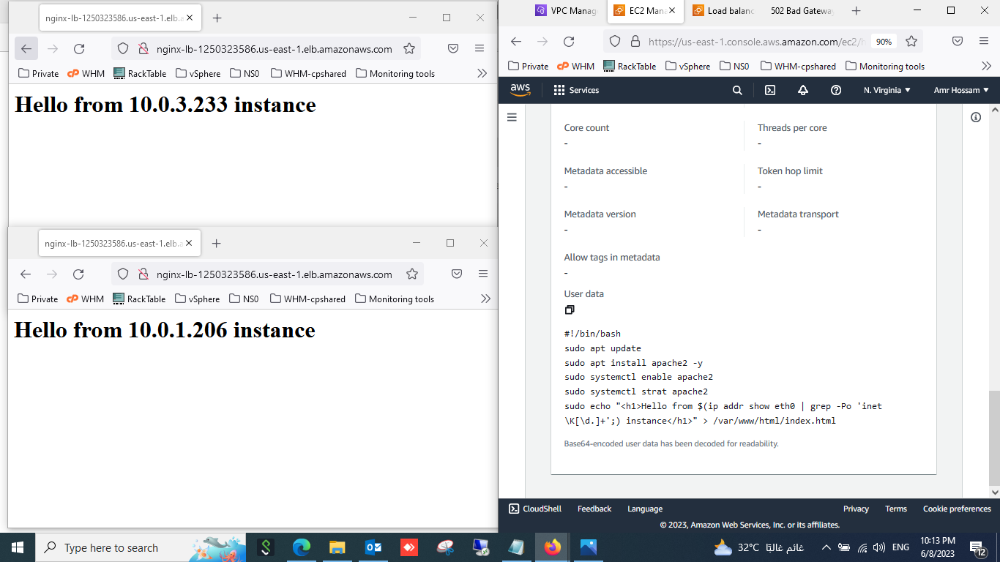 nginx-lb-1250323586.us-east-1.elb.a
nginx-lb-1250323586.us-east-1.elb.amazonaws.com
Private WHM RackTable vSphere NS0 WHM-cpshared Monitoring tools
Hello from 10.0.3.233 instance
nginx-lb-1250323586.us-east-1.elb.a
nginx-lb-1250323586.us-east-1.elb.amazonaws.com
Private WHM RackTable vSphere NS0 WHM-cpshared Monitoring tools
Hello from 10.0.1.206 instance
VPC Manag EC2 Mana Load balanc 502 Bad Gateway
https://us-east-1.console.aws.amazon.com/ec2/h 90%
Private WHM RackTable vSphere NS0 WHM-cpshared Monitoring tools
aws Services N. Virginia Amr Hossam
Core count Threads per core
- -
Metadata accessible Token hop limit
- -
Metadata version Metadata transport
- -
Allow tags in metadata
-
User data
#!/bin/bash
sudo apt update
sudo apt install apache2 -y
sudo systemctl enable apache2
sudo systemctl strat apache2
sudo echo "<h1>Hello from $(ip addr show eth0 | grep -Po 'inet
\K[\d.]+';) instance</h1>" > /var/www/html/index.html
Base64-encoded user data has been decoded for readability.
CloudShell Feedback Language Privacy Terms Cookie preferences
© 2023, Amazon Web Services, Inc. or its affiliates.
Type here to search
32°C غائم غالبًا ENG 10:13 PM
6/8/2023 12